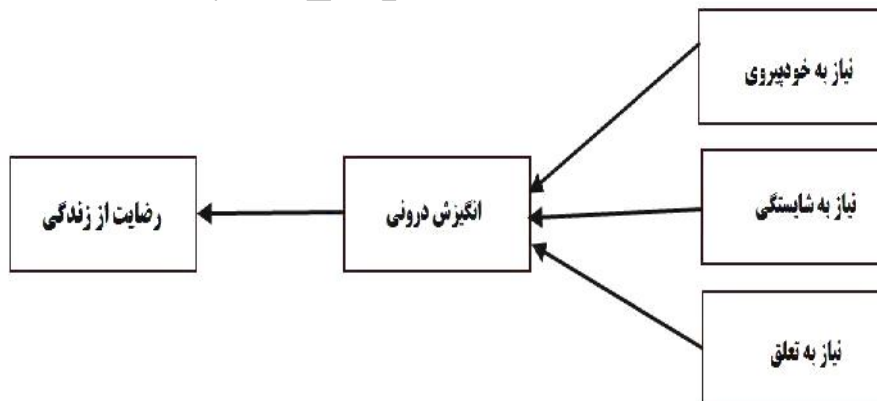 نیاز به خودپیروی
نیاز به شایستگی
انگیزش درونی
رضایت از زندگی
نیاز به تعلق